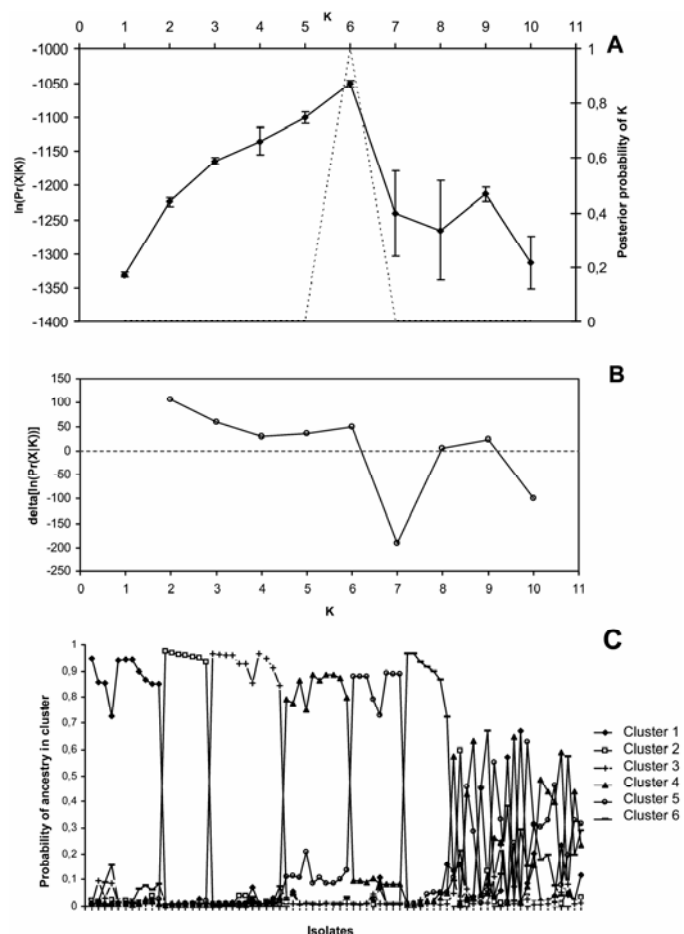 K
0 1 2 3 4 5 6 7 8 9 10 11
A
-1000 1
-1050
-1100 0,8
-1150
-1200 0,6
-1250 0,4
-1300 0,2
-1350
-1400 0
ln(Pr(X|K))
Posterior probability of K
B
150
100
50
0
50
-100
-150
-200
-250
delta[ln(Pr(X|K))]
0 1 2 3 4 5 6 7 8 9 10 11
K
C
1
0,9
0,8
0,7
0,6
0,5
0,4
0,3
0,2
0,1
0
Probability of ancestry in cluster
Isolates
Cluster 1
Cluster 2
Cluster 3
Cluster 4
Cluster 5
Cluster 6